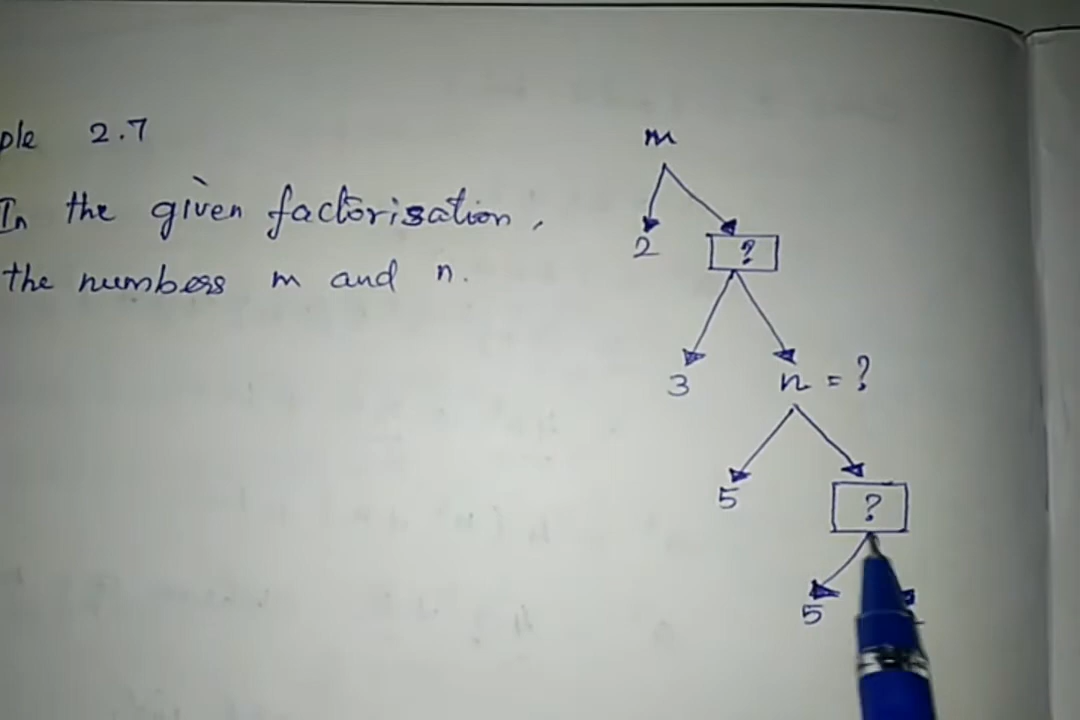 ple 2.7
In the given factorisation,
the numbers m and n.
m
2 ?
3 n = ?
5 ?
5